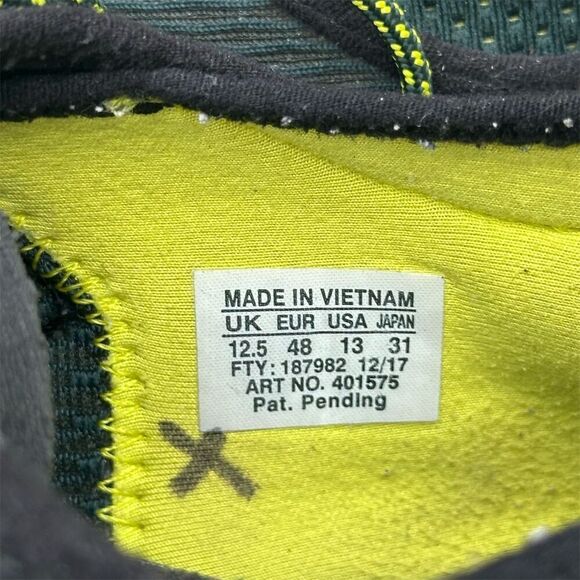 MADE IN VIETNAM
UK EUR USA JAPAN
12.5 48 13 31
FTY: 187982 12/17
ART NO. 401575
Pat. Pending
X